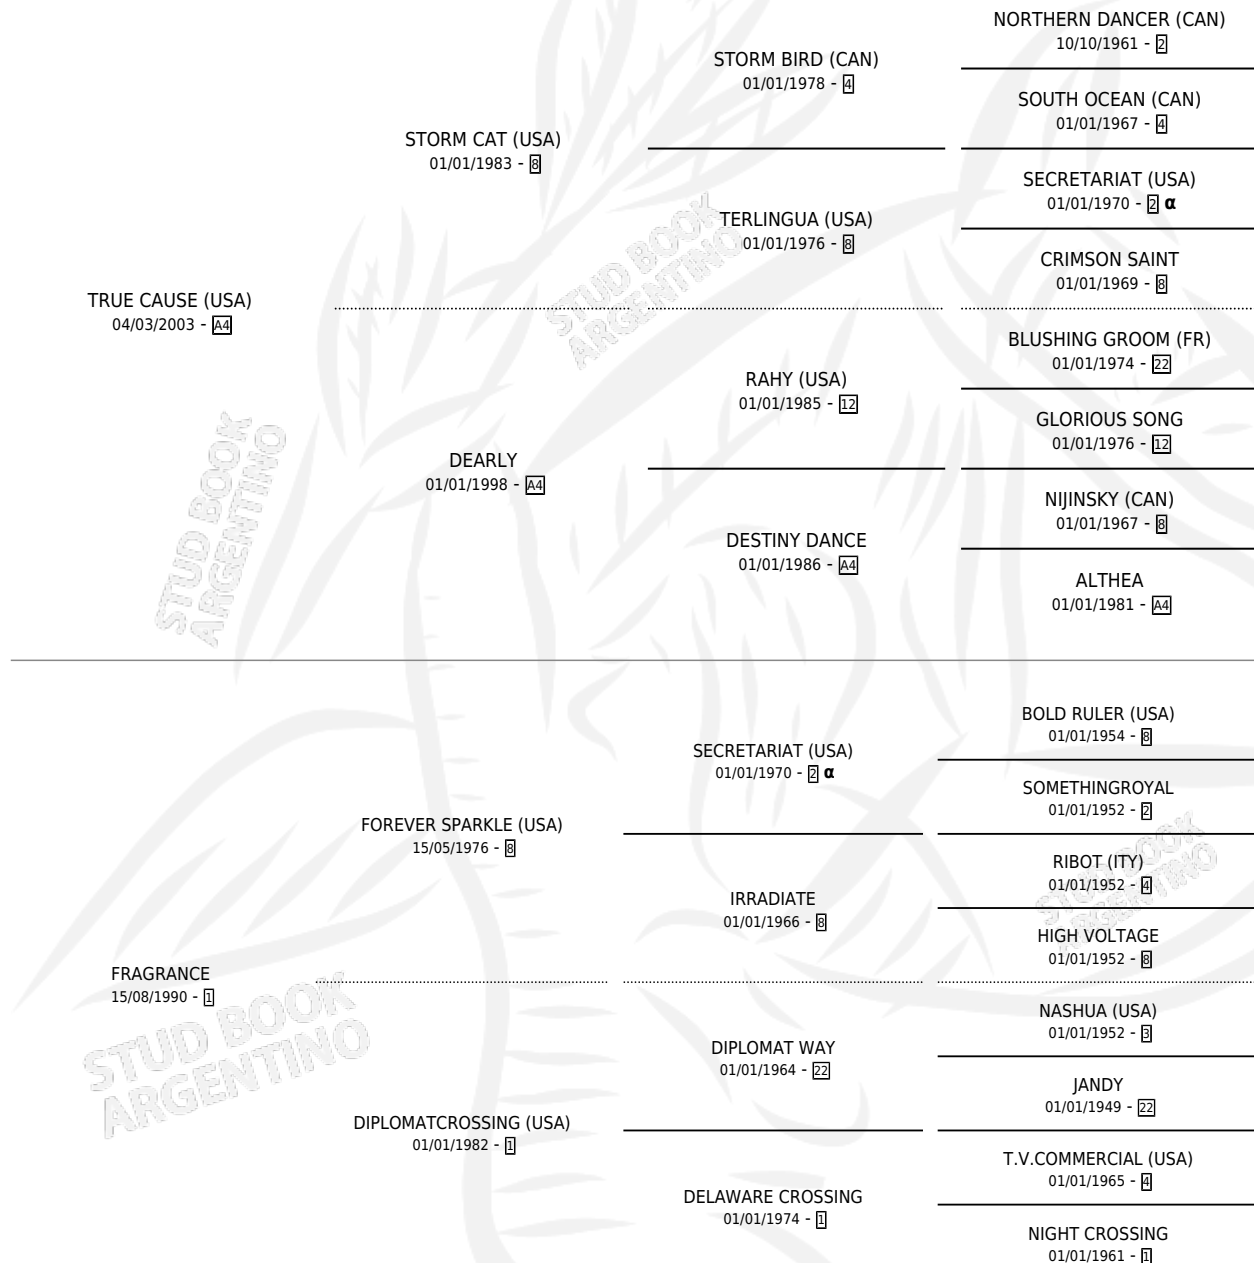 NORTHERN DANCER (CAN)
10/10/1961 - 2
STORM BIRD (CAN)
01/01/1978 - 4
SOUTH OCEAN (CAN)
01/01/1967 - 4
STORM CAT (USA)
01/01/1983 - 8
SECRETARIAT (USA)
01/01/1970 - 2 α
TERLINGUA (USA)
01/01/1976 - 8
CRIMSON SAINT
01/01/1969 - 8
TRUE CAUSE (USA)
04/03/2003 - A4
BLUSHING GROOM (FR)
01/01/1974 - 22
RAHY (USA)
01/01/1985 - 12
GLORIOUS SONG
01/01/1976 - 12
DEARLY
01/01/1998 - A4
NIJINSKY (CAN)
01/01/1967 - 8
DESTINY DANCE
01/01/1986 - A4
ALTHEA
01/01/1981 - A4
BOLD RULER (USA)
01/01/1954 - 8
SECRETARIAT (USA)
01/01/1970 - 2 α
SOMETHINGROYAL
01/01/1952 - 2
FOREVER SPARKLE (USA)
15/05/1976 - 8
RIBOT (ITY)
01/01/1952 - 4
IRRADIATE
01/01/1966 - 8
HIGH VOLTAGE
01/01/1952 - 8
FRAGRANCE
15/08/1990 - 1
NASHUA (USA)
01/01/1952 - 3
DIPLOMAT WAY
01/01/1964 - 22
JANDY
01/01/1949 - 22
DIPLOMATCROSSING (USA)
01/01/1982 - 1
T.V.COMMERCIAL (USA)
01/01/1965 - 4
DELAWARE CROSSING
01/01/1974 - 1
NIGHT CROSSING
01/01/1961 - 1
STUD BOOK
ARGENTINO
STUD BOOK
ARGENTINO
STUD BOOK
ARGENTINO
STUD BOOK
ARGENTINO